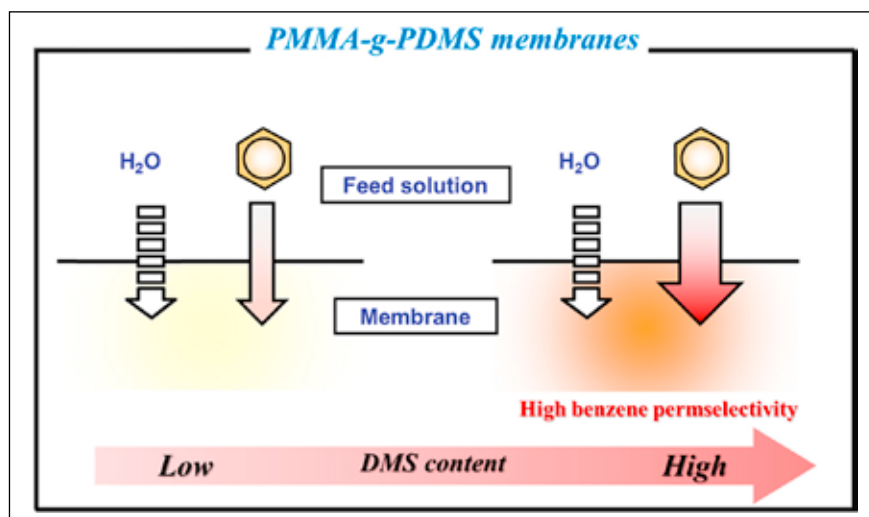 PMMA-g-PDMS membranes
H₂O
Feed solution
H₂O
Membrane
High benzene permselectivity
Low DMS content High